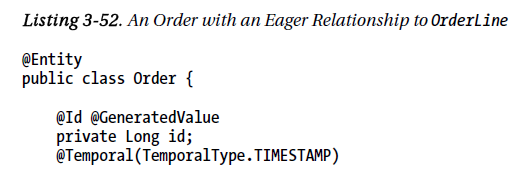 Listing 3-52. An Order with an Eager Relationship to OrderLine
@Entity
public class Order {
@Id @GeneratedValue
private Long id;
@Temporal(TemporalType.TIMESTAMP)